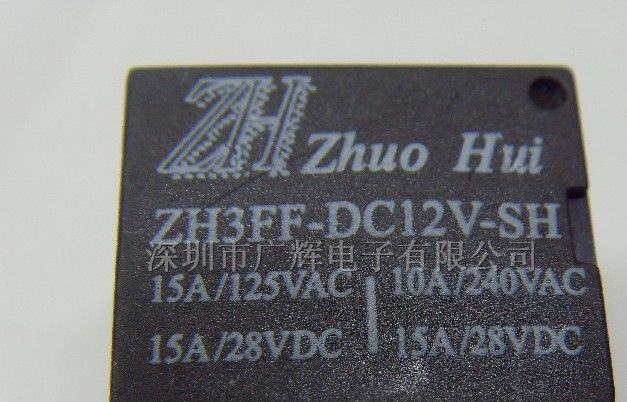 ZH Zhuo Hui
ZH3FF-DC12V-SH
深圳市广辉电子有限公司
15A/125VAC | 10A/240VAC
15A/28VDC | 15A/28VDC